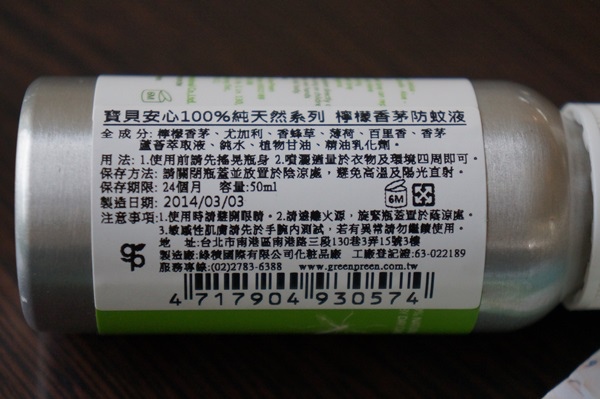 寶貝安心100%純天然系列 檸檬香茅防蚊液
全成分: 檸檬香茅、尤加利、香蜂草、薄荷、百里香、香茅
蘆薈萃取液、純水、植物甘油、精油乳化劑。
用法: 1.使用前請先搖晃瓶身 2.噴灑適量於衣物及環境四周即可。
保存方法: 請關閉瓶蓋並放置於陰涼處，避免高溫及陽光直射。
保存期限: 24個月 容量:50ml
6M
製造日期: 2014/03/03
注意事項:1.使用時請避開眼睛。2.請遠離火源，旋緊瓶蓋置於蔭涼處。
3.敏感性肌膚請先於手腕內測試，若有異常請勿繼續使用。
地 址:台北市南港區南港路三段130巷3弄15號3樓
製造廠:綠積國際有限公司化粧品廠 工廠登記證:63-022189
服務專線:(02)2783-6388 www.greenpreen.com.tw
4 717904 930574